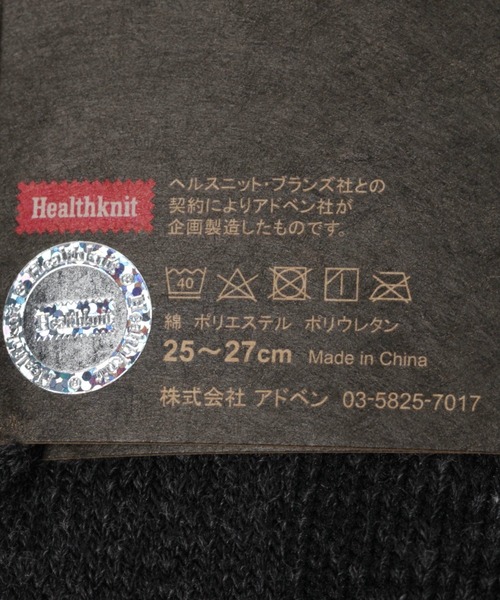 Healthknit
ヘルスニット・ブランズ社との
契約によりアドベン社が
企画製造したものです。
40
綿 ポリエステル ポリウレタン
25〜27cm Made in China
株式会社 アドベン 03-5825-7017
Healthknit